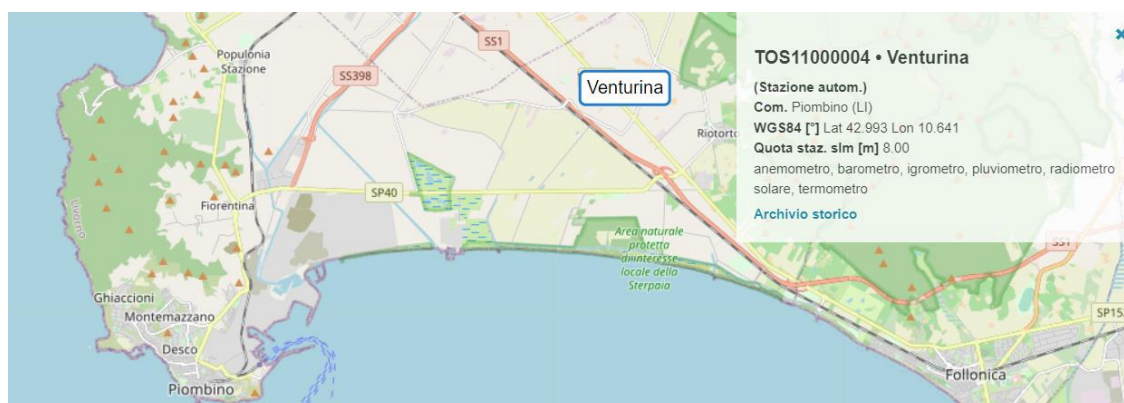 Populonia
Stazione
SS1
SS398
Venturina
Riotorto
Livorno
SP40
Fiorentina
Area naturale
protetta
di interesse
locale della
Sterpaia
SS1
Ghiaccioni
Montemazzano
Desco
Piombino
Follonica
SP15
TOS11000004 • Venturina
(Stazione autom.)
Com. Piombino (LI)
WGS84 [°] Lat 42.993 Lon 10.641
Quota staz. slm [m] 8.00
anemometro, barometro, igrometro, pluviometro, radiometro
solare, termometro
Archivio storico